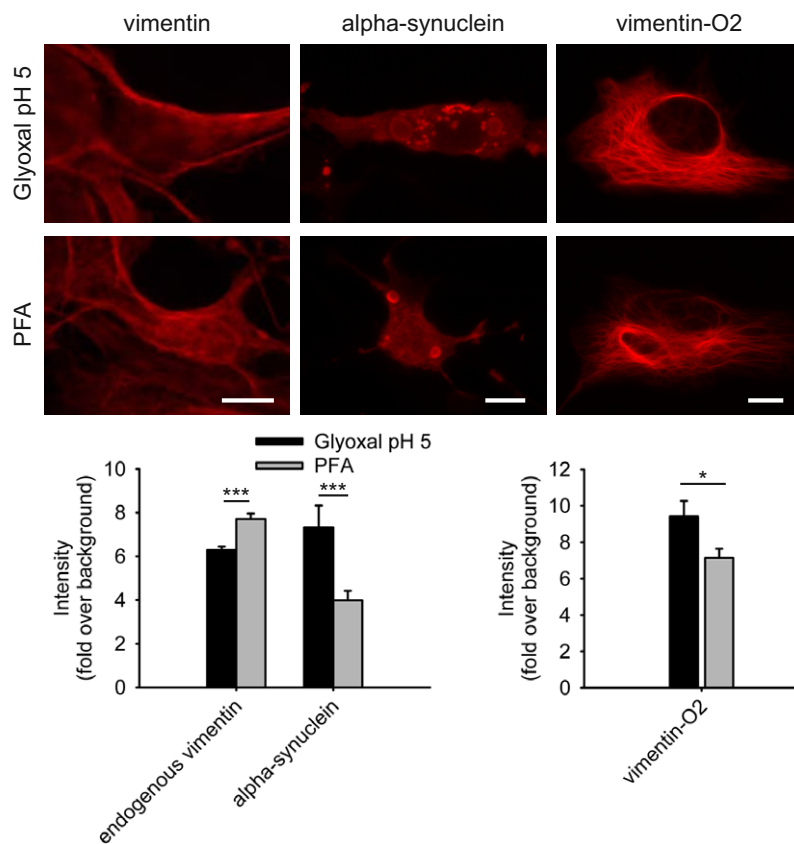 vimentin alpha-synuclein vimentin-O2
Glyoxal pH 5
PFA
Glyoxal pH 5
PFA
Intensity
(fold over background)
10
8
6
4
2
0
***
***
endogenous vimentin
alpha-synuclein
Intensity
(fold over background)
12
10
8
6
4
2
0
*
vimentin-O2